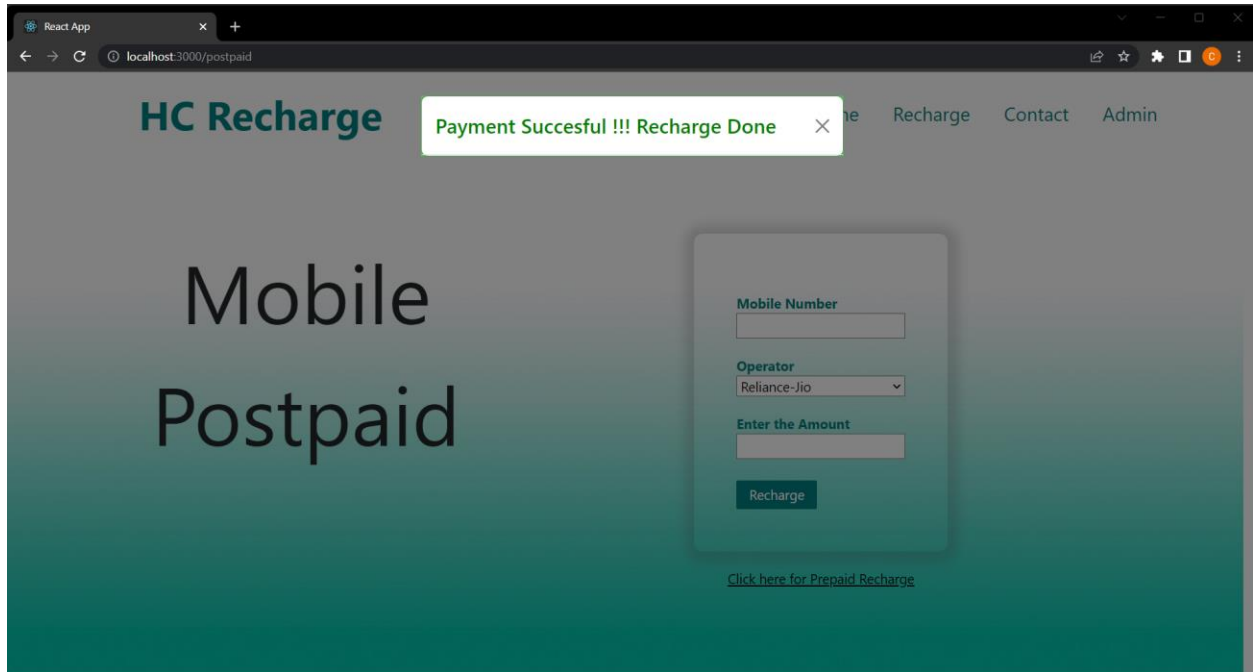 React App
localhost:3000/postpaid
HC Recharge
Payment Succesful !!! Recharge Done
Recharge Contact Admin
Mobile
Postpaid
Mobile Number
Operator
Reliance-Jio
Enter the Amount
Recharge
Click here for Prepaid Recharge